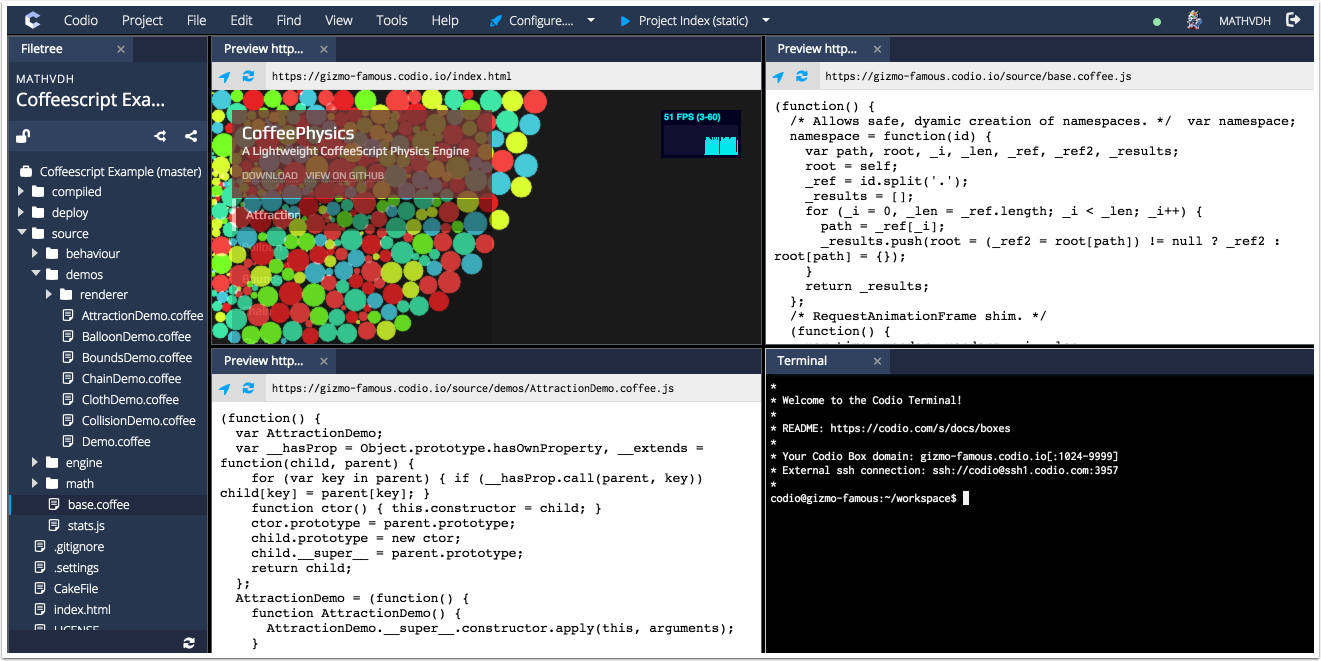 Codio Project File Edit Find View Tools Help Configure.... Project Index (static) MATHVDH
Filetree
MATHVDH
Coffeescript Exa...
Coffeescript Example (master)
compiled
deploy
source
behaviour
demos
renderer
AttractionDemo.coffee
BalloonDemo.coffee
BoundsDemo.coffee
ChainDemo.coffee
ClothDemo.coffee
CollisionDemo.coffee
Demo.coffee
engine
math
base.coffee
stats.js
.gitignore
.settings
CakeFile
index.html
LICENSE
Preview http...
https://gizmo-famous.codio.io/index.html
CoffeePhysics
A Lightweight CoffeeScript Physics Engine
DOWNLOAD VIEW ON GITHUB
Attraction
Balloon
Bounds
Chain
51 FPS (3-60)
Preview http...
https://gizmo-famous.codio.io/source/base.coffee.js
(function() {
/* Allows safe, dyamic creation of namespaces. */ var namespace;
namespace = function(id) {
var path, root, _i, _len, _ref, _ref2, _results;
root = self;
_ref = id.split('.');
_results = [];
for (_i = 0, _len = _ref.length; _i < _len; _i++) {
path = _ref[_i];
_results.push(root = (_ref2 = root[path]) != null ? _ref2 :
root[path] = {});
}
return _results;
};
/* RequestAnimationFrame shim. */
(function() {
Preview http...
https://gizmo-famous.codio.io/source/demos/AttractionDemo.coffee.js
(function() {
var AttractionDemo;
var __hasProp = Object.prototype.hasOwnProperty, __extends =
function(child, parent) {
for (var key in parent) { if (__hasProp.call(parent, key))
child[key] = parent[key]; }
function ctor() { this.constructor = child; }
ctor.prototype = parent.prototype;
child.prototype = new ctor;
child.__super__ = parent.prototype;
return child;
};
AttractionDemo = (function() {
function AttractionDemo() {
AttractionDemo.__super__.constructor.apply(this, arguments);
}
Terminal
*
* Welcome to the Codio Terminal!
*
* README: https://codio.com/s/docs/boxes
*
* Your Codio Box domain: gizmo-famous.codio.io[:1024-9999]
* External ssh connection: ssh://codio@ssh1.codio.com:3957
*
codio@gizmo-famous:~/workspace$